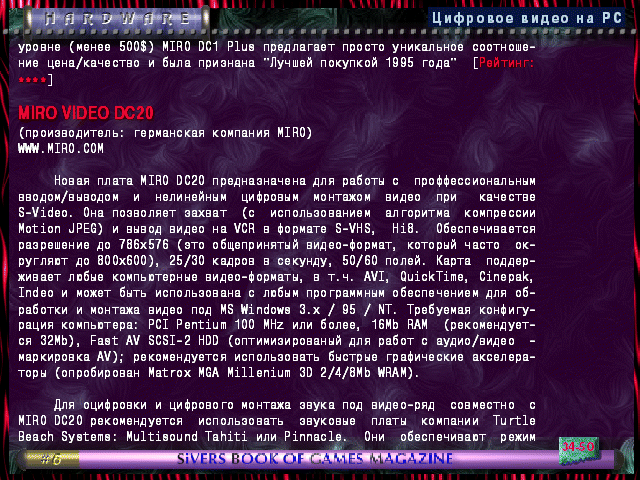 HARDWARE
Цифровое видео на PC
уровне (менее 500$) MIRO DC1 Plus предлагает просто уникальное соотноше-
ние цена/качество и была признана "Лучшей покупкой 1995 года" [Рейтинг:
****]
MIRO VIDEO DC20
(производитель: германская компания MIRO)
WWW.MIRO.COM
Новая плата MIRO DC20 предназначена для работы с проффессиональным
вводом/выводом и нелинейным цифровым монтажом видео при качестве
S-Video. Она позволяет захват (с использованием алгоритма компрессии
Motion JPEG) и вывод видео на VCR в формате S-VHS, Hi8. Обеспечивается
разрешение до 786x576 (это общепринятый видео-формат, который часто ок-
ругляют до 800x600), 25/30 кадров в секунду, 50/60 полей. Карта поддер-
живает любые компьютерные видео-форматы, в т.ч. AVI, QuickTime, Cinepak,
Indeo и может быть использована с любым программным обеспечением для об-
работки и монтажа видео под MS Windows 3.x / 95 / NT. Требуемая конфигу-
рация компьютера: PCI Pentium 100 MHz или более, 16Mb RAM (рекомендует-
ся 32Mb), Fast AV SCSI-2 HDD (оптимизированый для работ с аудио/видео -
маркировка AV); рекомендуется использовать быстрые графические акселера-
торы (опробирован Matrox MGA Millenium 3D 2/4/8Mb WRAM).
Для оцифровки и цифрового монтажа звука под видео-ряд совместно с
MIRO DC20 рекомендуется использовать звуковые платы компании Turtle
Beach Systems: Multisound Tahiti или Pinnacle. Они обеспечивают режим
34-50
#6
SIVERS BOOK OF GAMES MAGAZINE